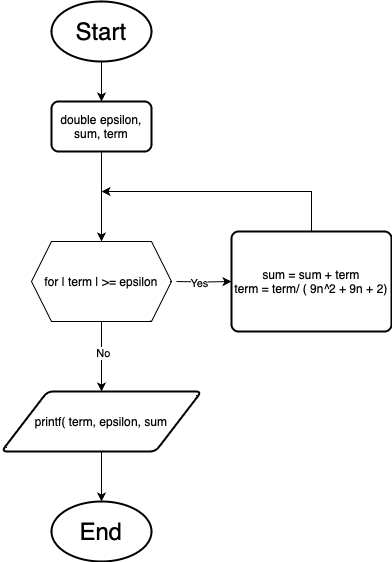 Start
double epsilon,
sum, term
for | term | >= epsilon
Yes
sum = sum + term
term = term/ ( 9n^2 + 9n + 2)
No
printf( term, epsilon, sum
End